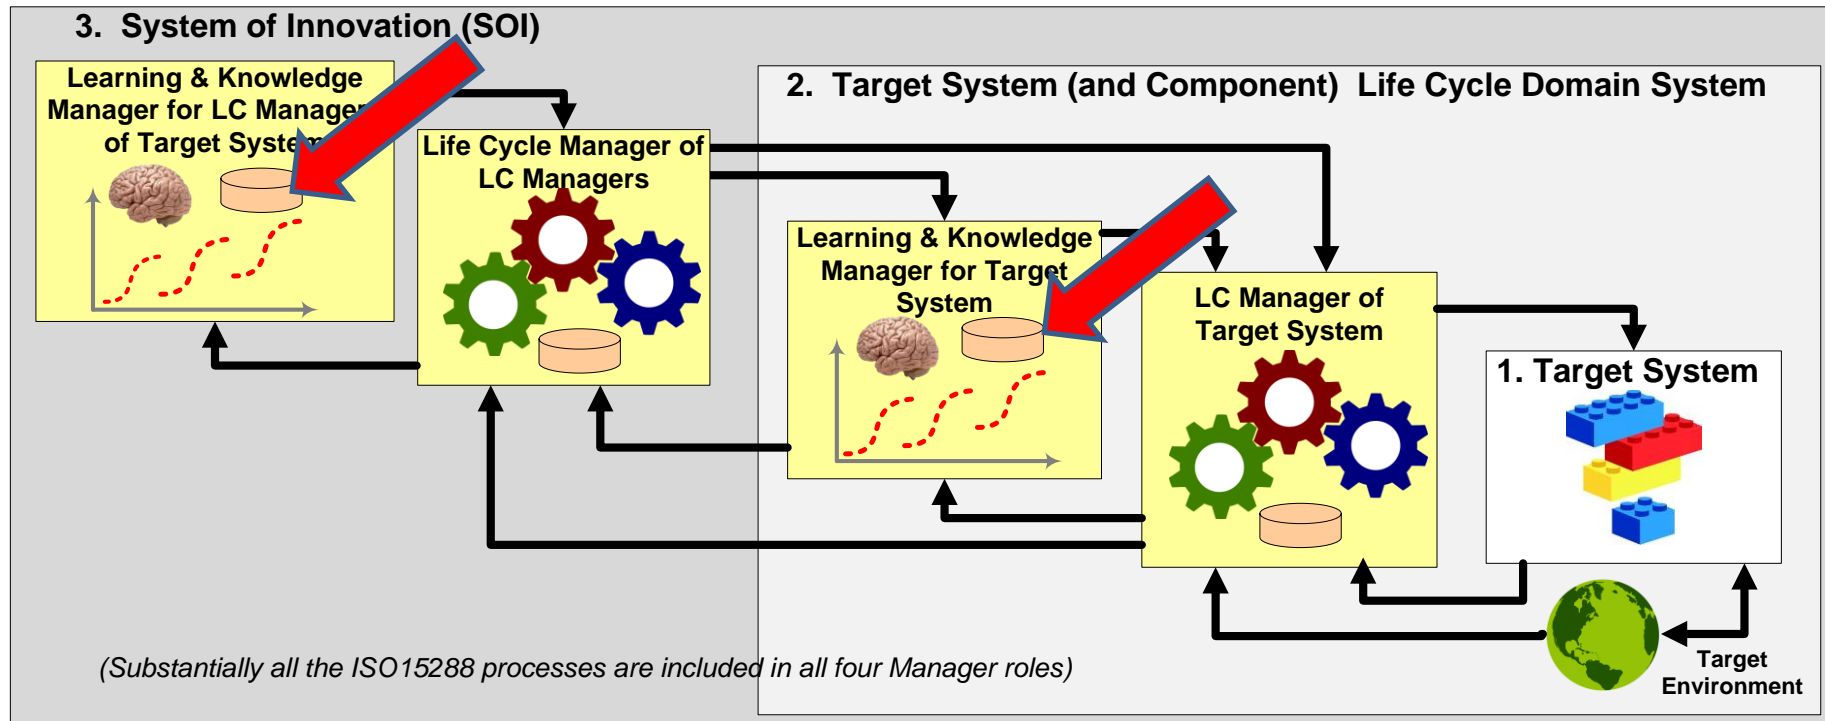 3. System of Innovation (SOI)
Learning & Knowledge
Manager for LC Manager
of Target System
Life Cycle Manager of
LC Managers
2. Target System (and Component) Life Cycle Domain System
Learning & Knowledge
Manager for Target
System
LC Manager of
Target System
1. Target System
Target
Environment
(Substantially all the ISO15288 processes are included in all four Manager roles)